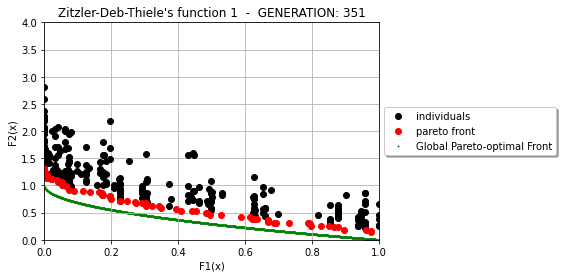 Zitzler-Deb-Thiele's function 1 - GENERATION: 351
4.0
3.5
3.0
2.5
2.0
1.5
1.0
0.5
0.0
F2(x)
0.0 0.2 0.4 0.6 0.8 1.0
F1(x)
individuals
pareto front
Global Pareto-optimal Front